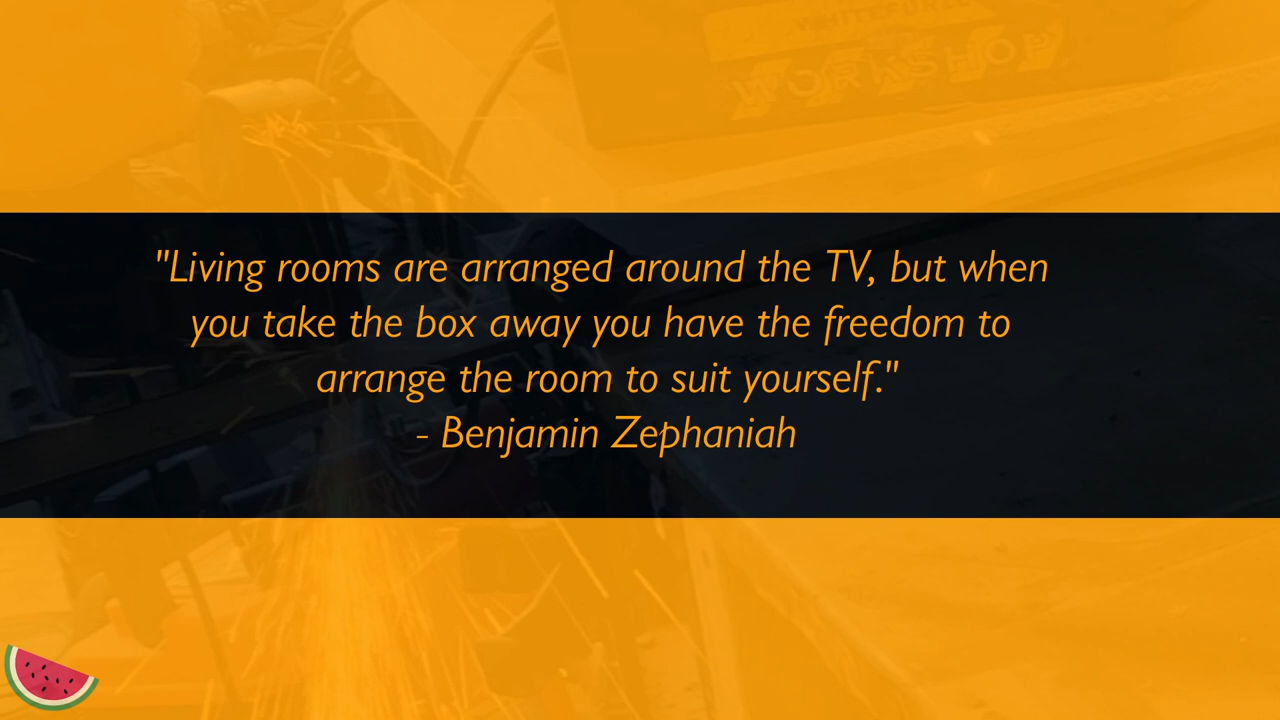 WORKSHOP
"Living rooms are arranged around the TV, but when
you take the box away you have the freedom to
arrange the room to suit yourself."
- Benjamin Zephaniah